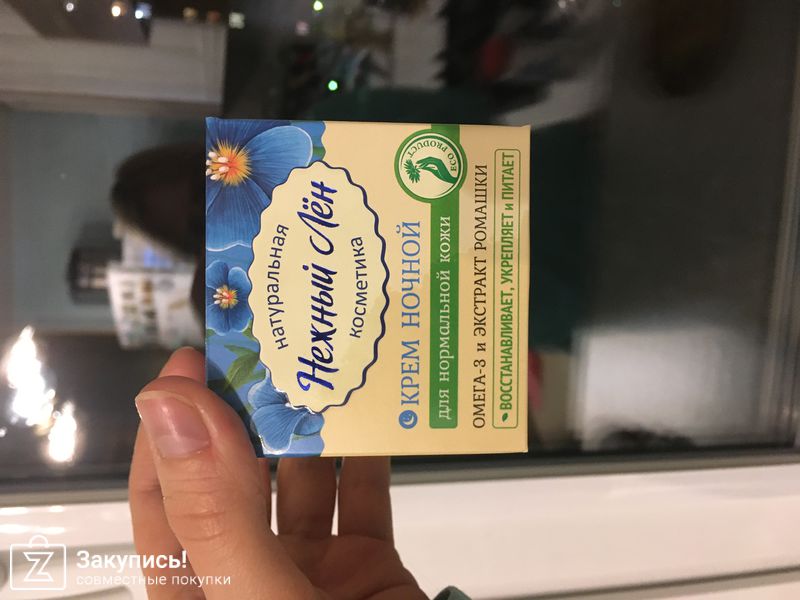 натуральная
Нежный Лён
косметика
ECO PRODUCT
КРЕМ НОЧНОЙ
для нормальной кожи
ОМЕГА-3 и ЭКСТРАКТ РОМАШКИ
• ВОССТАНАВЛИВАЕТ, УКРЕПЛЯЕТ и ПИТАЕТ
Z
Закупись!
совместные покупки